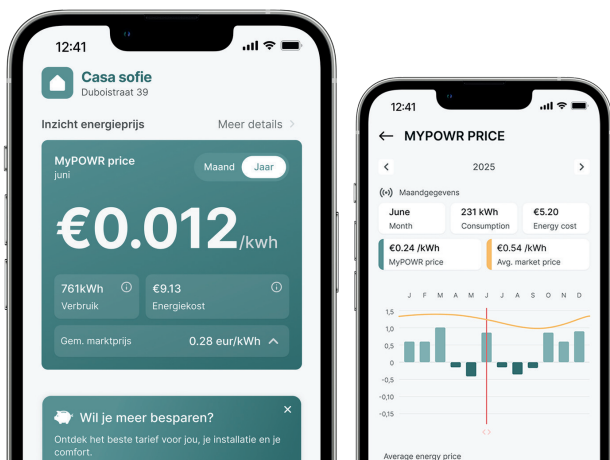 12:41
Casa sofie
Duboistraat 39
Inzicht energieprijs
Meer details >
MyPOWR price
juni
Maand
Jaar
€0.012/kwh
761kWh
Verbruik
€9.13
Energiekost
Gem. marktprijs
0.28 eur/kWh
Wil je meer besparen?
×
Ontdek het beste tarief voor jou, je installatie en je
comfort.
12:41
← MYPOWR PRICE
< 2025 >
Maandgegevens
June
Month
231 kWh
Consumption
€5.20
Energy cost
€0.24 /kWh
MyPOWR price
€0.54 /kWh
Avg. market price
J F M A M J J A S O N D
1,5
1,0
0,5
0
-0,5
-0,10
-0,15
Average energy price